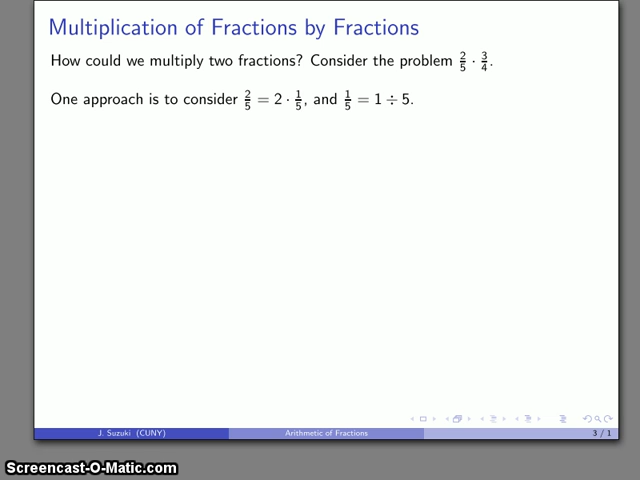 Multiplication of Fractions by Fractions
How could we multiply two fractions? Consider the problem 2/5 · 3/4.
One approach is to consider 2/5 = 2 · 1/5, and 1/5 = 1 ÷ 5.
J. Suzuki (CUNY) Arithmetic of Fractions 3 / 1
Screencast-O-Matic.com